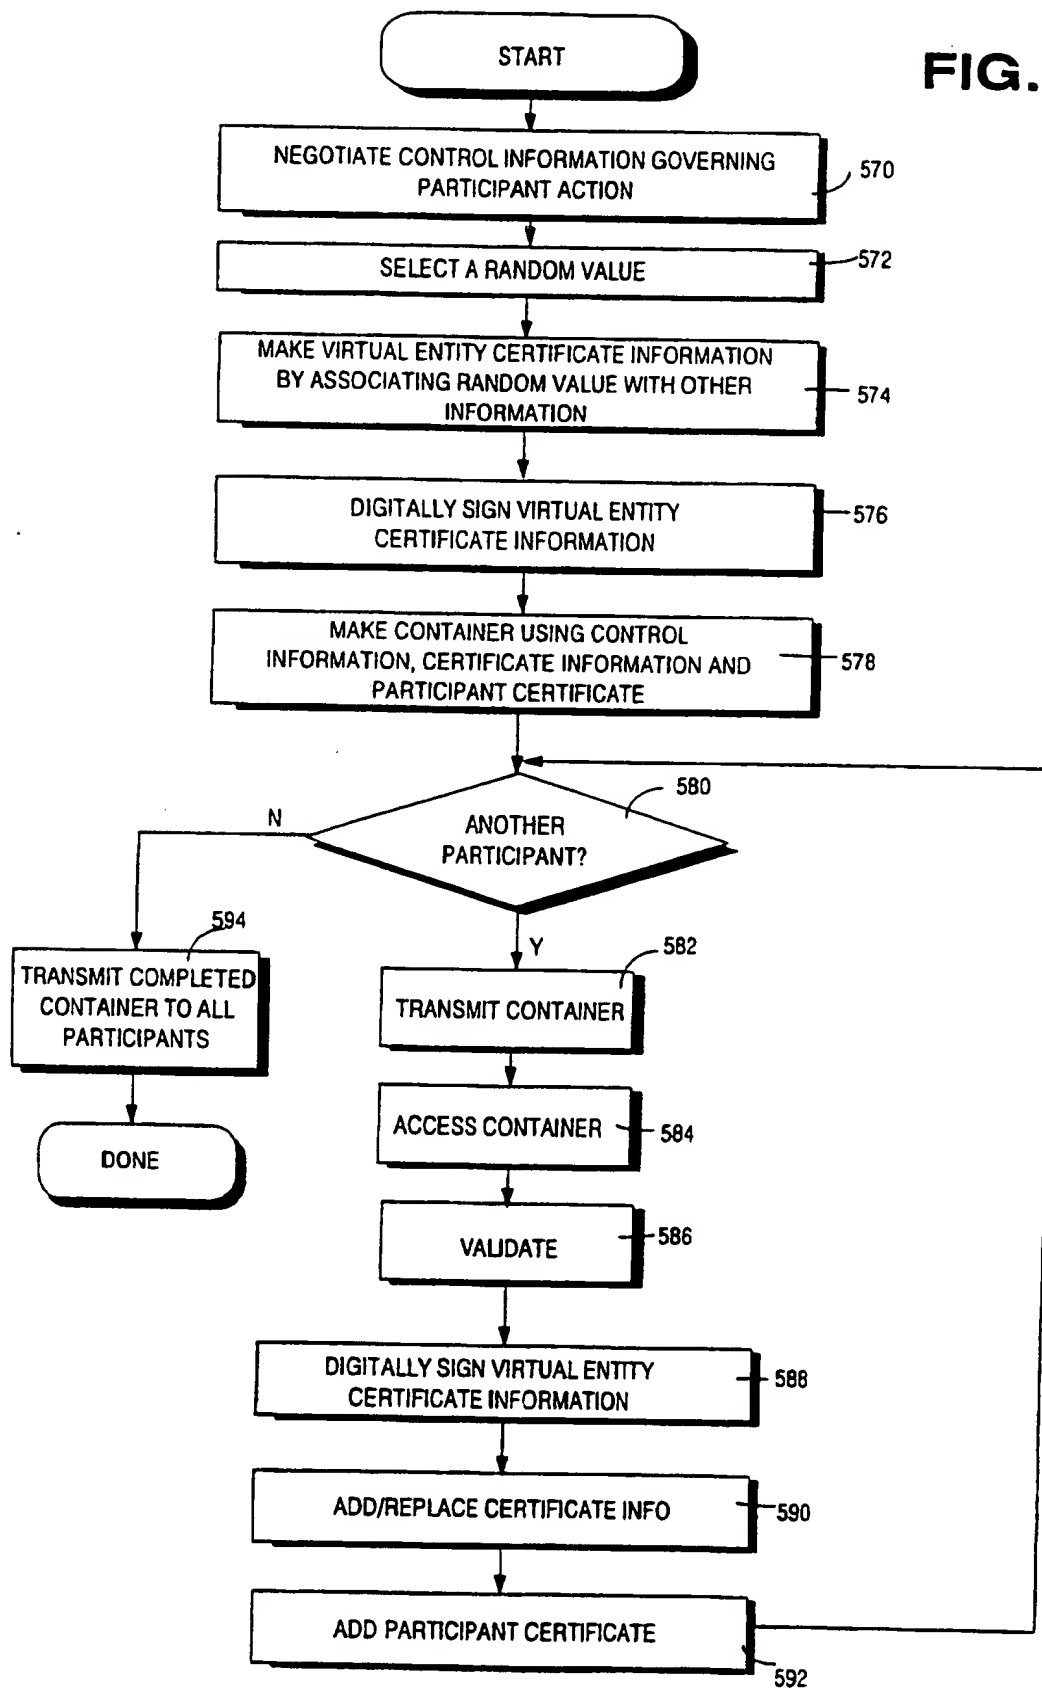 START
FIG.
NEGOTIATE CONTROL INFORMATION GOVERNING
PARTICIPANT ACTION
570
SELECT A RANDOM VALUE
572
MAKE VIRTUAL ENTITY CERTIFICATE INFORMATION
BY ASSOCIATING RANDOM VALUE WITH OTHER
INFORMATION
574
DIGITALLY SIGN VIRTUAL ENTITY
CERTIFICATE INFORMATION
576
MAKE CONTAINER USING CONTROL
INFORMATION, CERTIFICATE INFORMATION AND
PARTICIPANT CERTIFICATE
578
580
ANOTHER
PARTICIPANT?
N
Y
594
TRANSMIT COMPLETED
CONTAINER TO ALL
PARTICIPANTS
DONE
582
TRANSMIT CONTAINER
ACCESS CONTAINER
584
VALIDATE
586
DIGITALLY SIGN VIRTUAL ENTITY
CERTIFICATE INFORMATION
588
ADD/REPLACE CERTIFICATE INFO
590
ADD PARTICIPANT CERTIFICATE
592